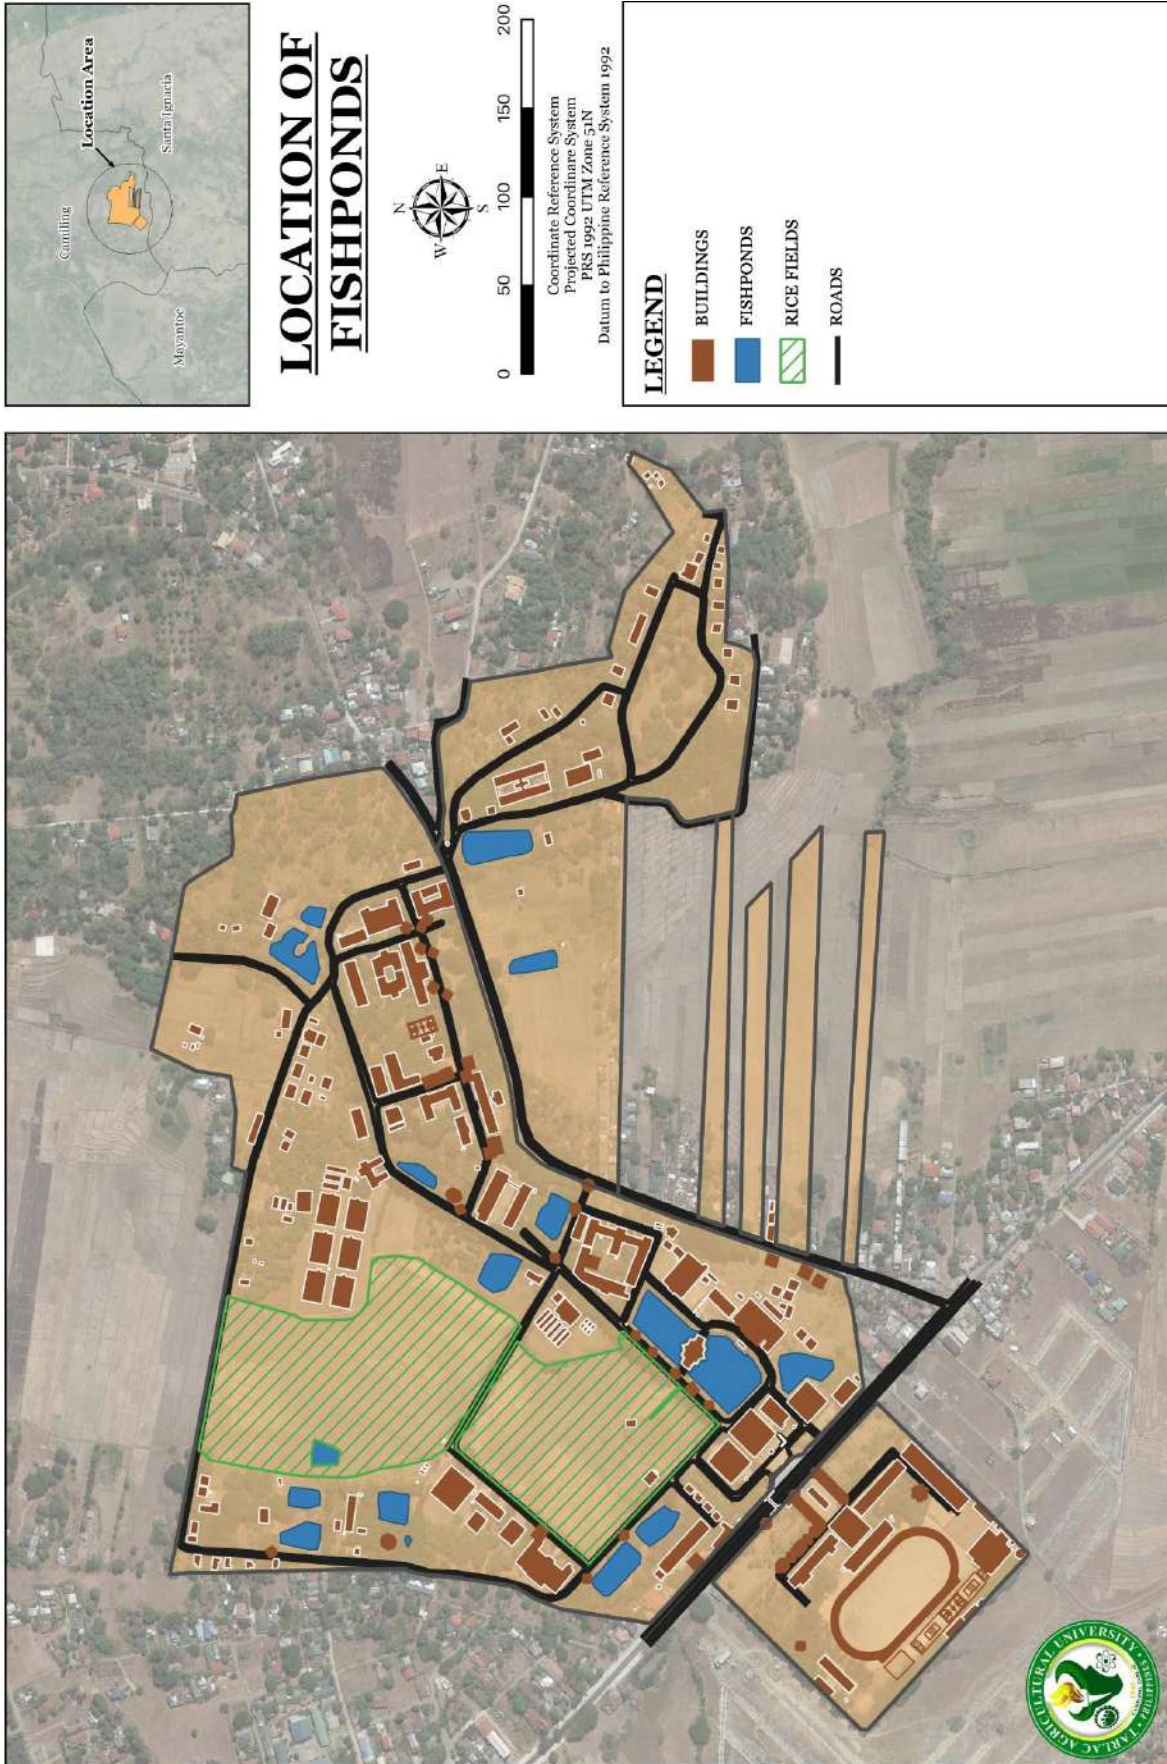 Camiling
Location Area
Mayantoc
Santa Ignacia
LOCATION OF
FISHPONDS
N
W
E
S
0 50 100 150 200
Coordinate Reference System
Projected Coordinare System
PRS 1992 UTM Zone 51N
Datum to Philippine Reference System 1992
LEGEND
BUILDINGS
FISHPONDS
RICE FIELDS
ROADS
TARLAC AGRICULTURAL UNIVERSITY